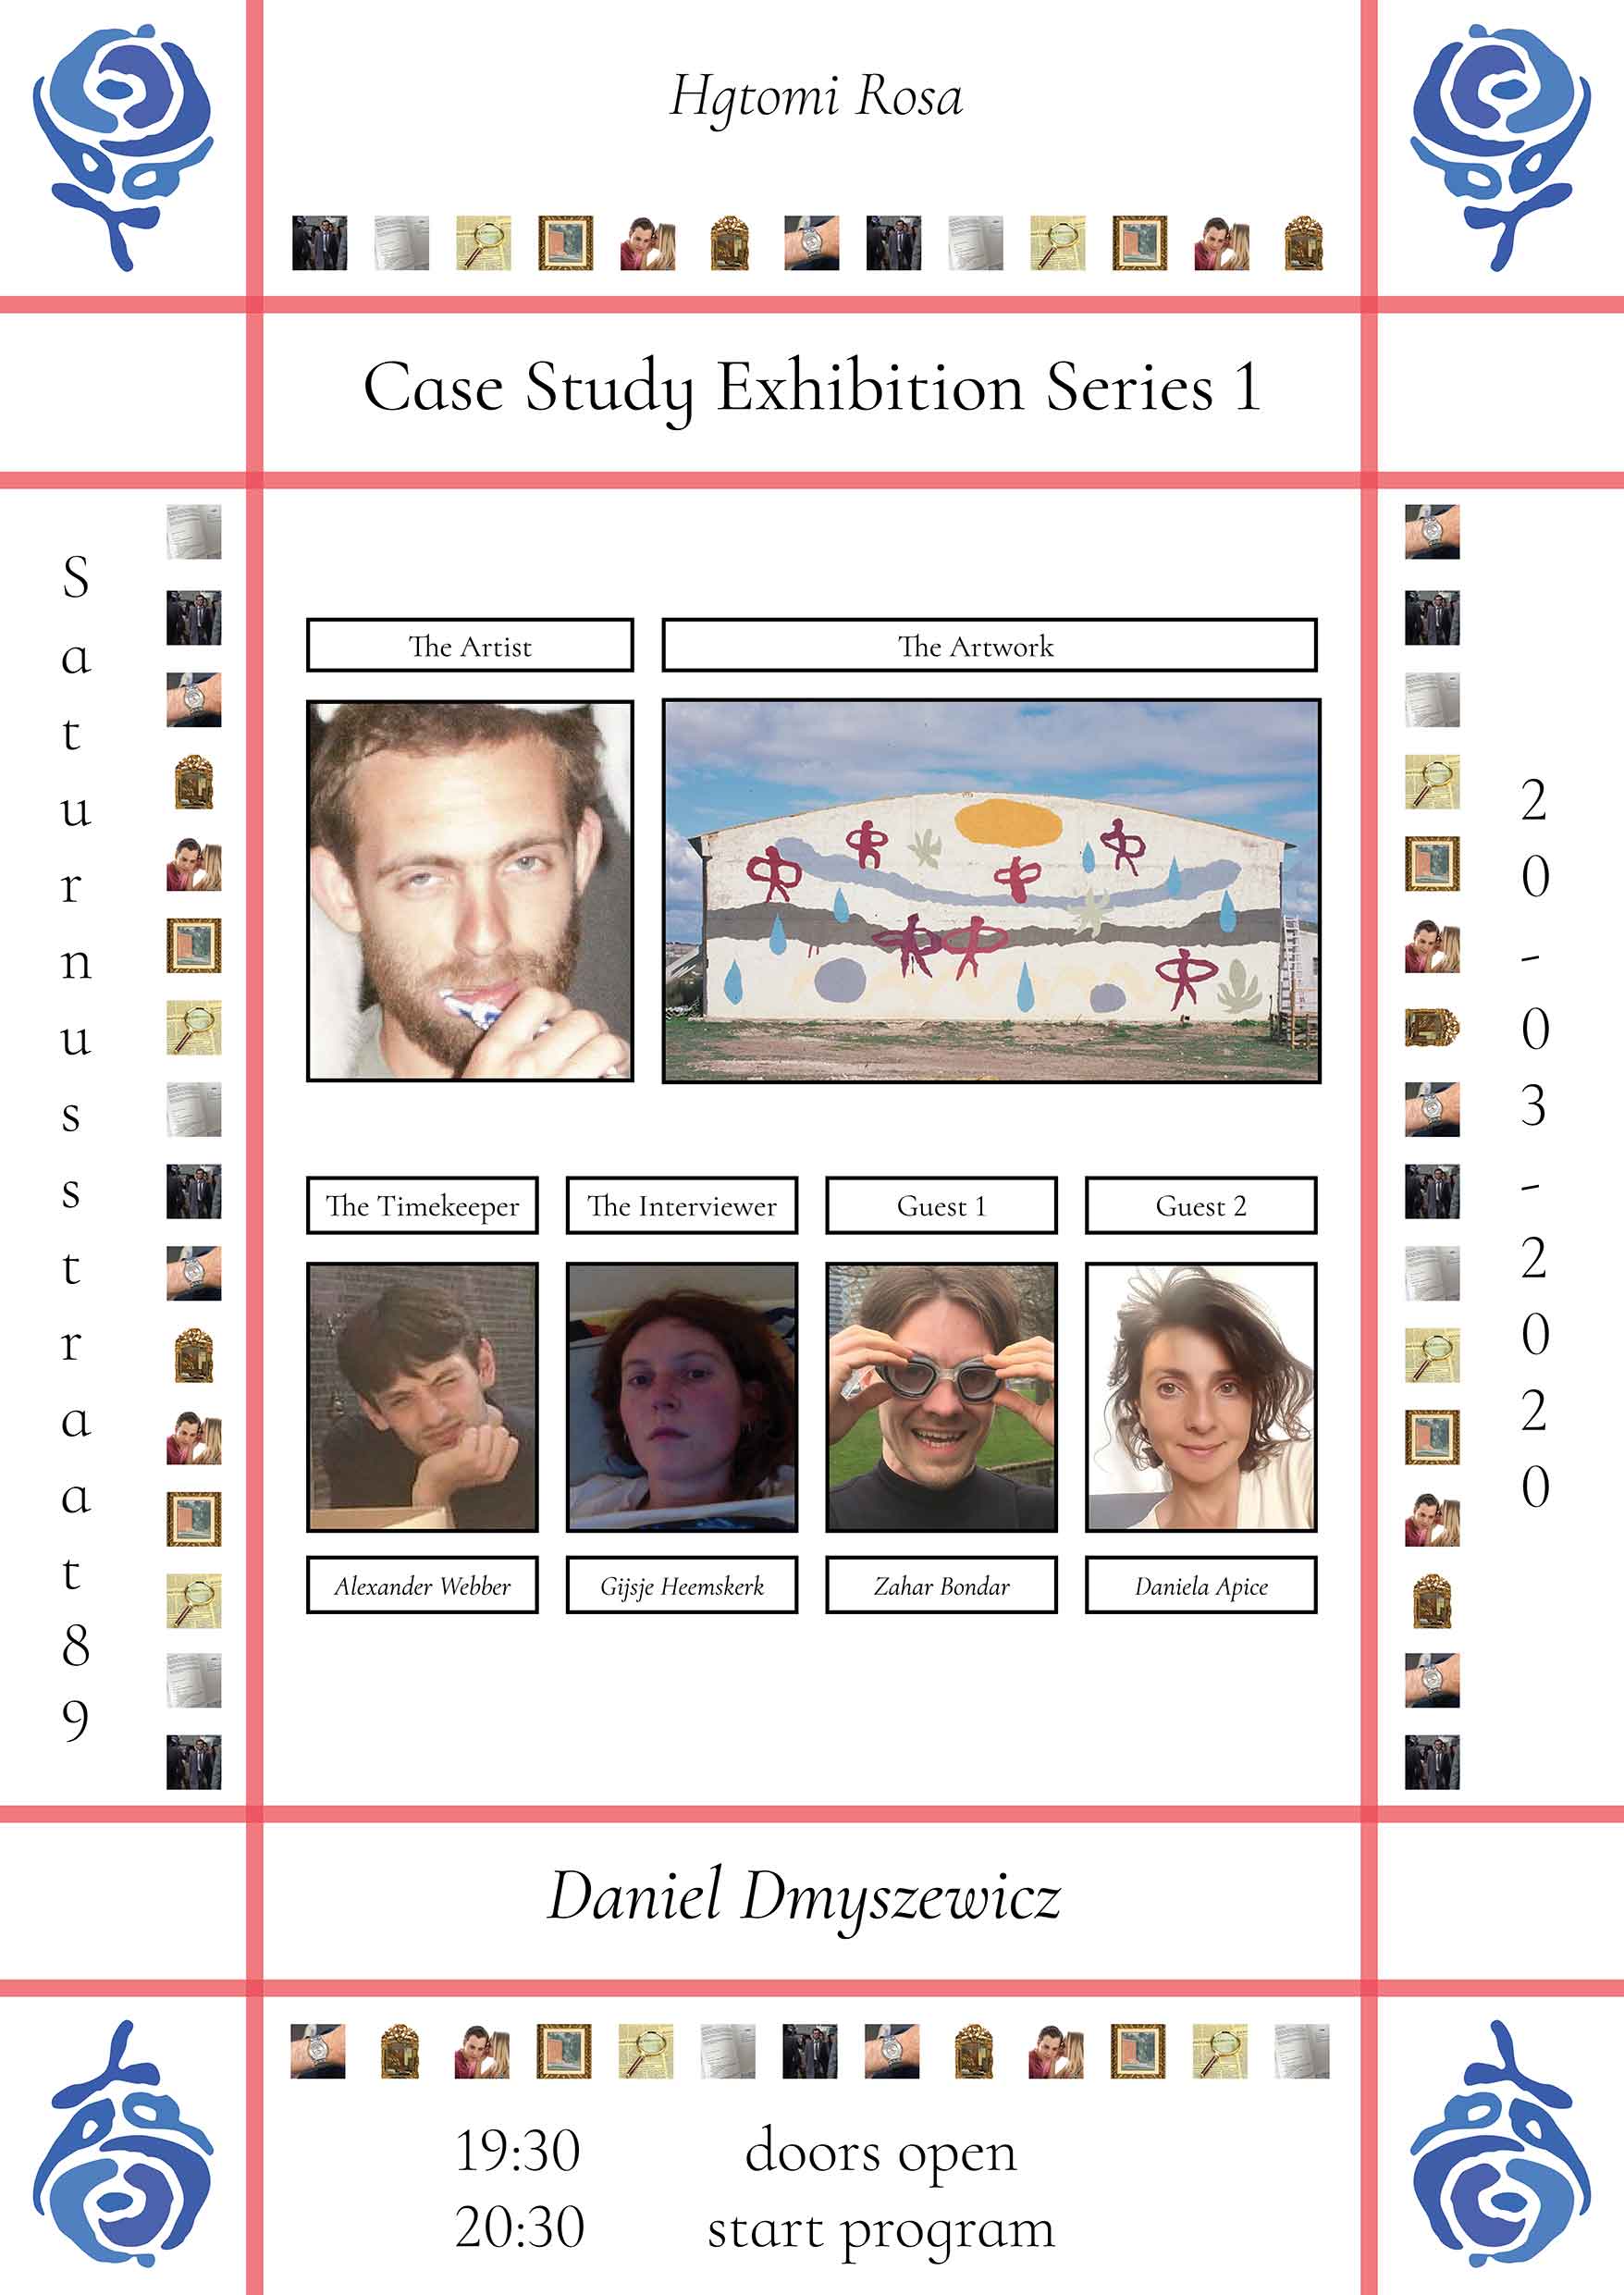 Hgtomi Rosa
Case Study Exhibition Series 1
Saturnusstraat89
20-03-2020
The Artist
The Artwork
The Timekeeper
The Interviewer
Guest 1
Guest 2
Alexander Webber
Gijsje Heemskerk
Zahar Bondar
Daniela Apice
Daniel Dmyszewicz
19:30 doors open
20:30 start program